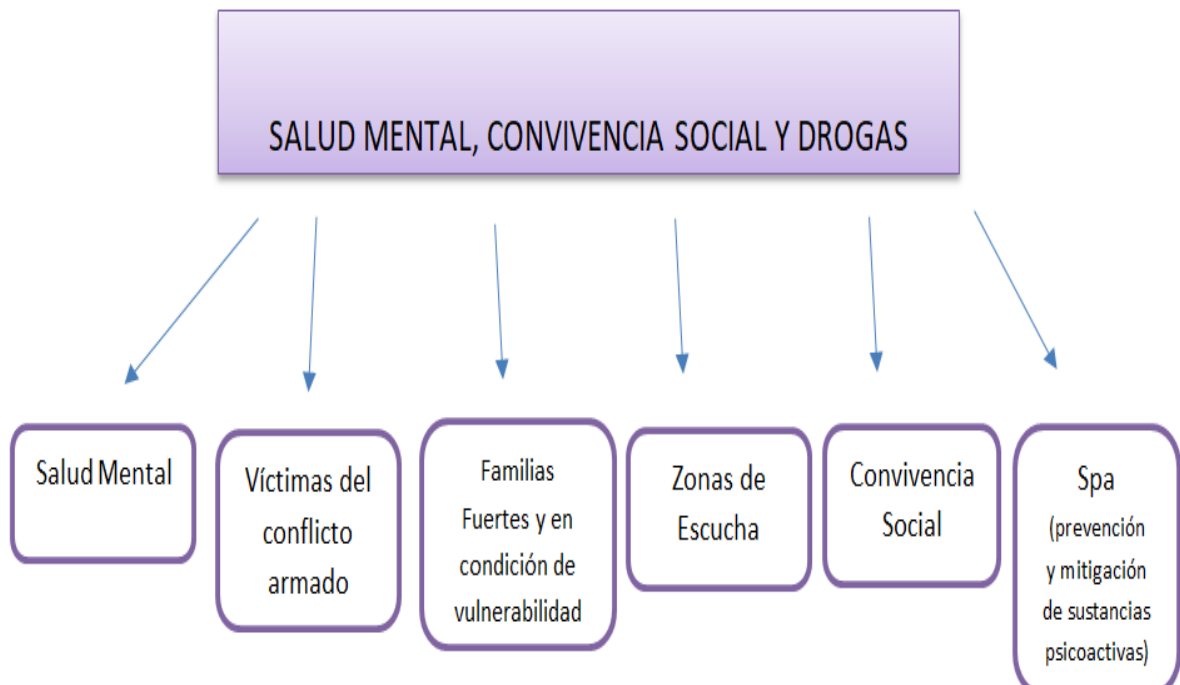 SALUD MENTAL, CONVIVENCIA SOCIAL Y DROGAS
Salud Mental
Víctimas del
conflicto
armado
Familias
Fuertes y en
condición de
vulnerabilidad
Zonas de
Escucha
Convivencia
Social
Spa
(prevención
y mitigación
de sustancias
psicoactivas)